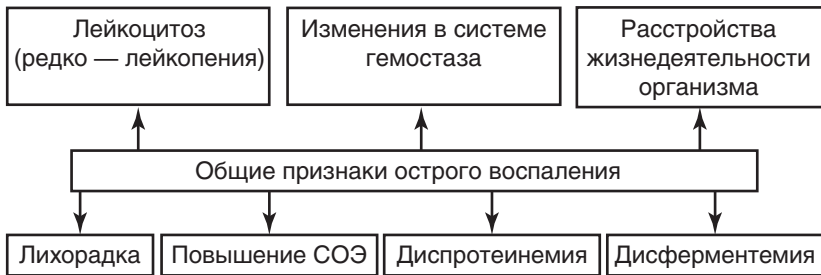 Лейкоцитоз
(редко — лейкопения)
Изменения в системе
гемостаза
Расстройства
жизнедеятельности
организма
Общие признаки острого воспаления
Лихорадка
Повышение СОЭ
Диспротеинемия
Дисферментемия